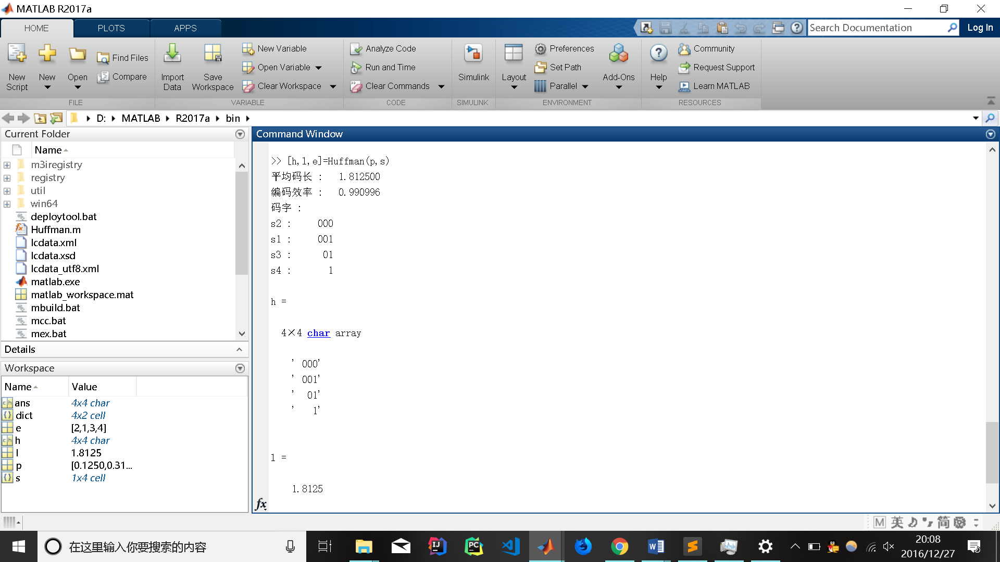 MATLAB R2017a
HOME
PLOTS
APPS
Search Documentation
Log In
New Script
New
Open
Find Files
Compare
Import Data
Save Workspace
New Variable
Open Variable
Clear Workspace
Analyze Code
Run and Time
Clear Commands
Simulink
Layout
Preferences
Set Path
Parallel
Add-Ons
Help
Community
Request Support
Learn MATLAB
FILE
VARIABLE
CODE
SIMULINK
ENVIRONMENT
RESOURCES
D: MATLAB R2017a bin
Current Folder
Name
m3iregistry
registry
util
win64
deploytool.bat
Huffman.m
lcdata.xml
lcdata.xsd
lcdata_utf8.xml
matlab.exe
matlab_workspace.mat
mbuild.bat
mcc.bat
mex.bat
Details
Workspace
Name Value
ans 4x4 char
dict 4x2 cell
e [2,1,3,4]
h 4x4 char
l 1.8125
p [0.1250,0.31...
s 1x4 cell
Command Window
>> [h,l,e]=Huffman(p,s)
平均码长 : 1.812500
编码效率 : 0.990996
码字 :
s2 : 000
s1 : 001
s3 : 01
s4 : 1
h =
4×4 char array
' 000'
' 001'
'  01'
'   1'
l =
1.8125
fx
M 英 简
在这里输入你要搜索的内容
20:08
2016/12/27